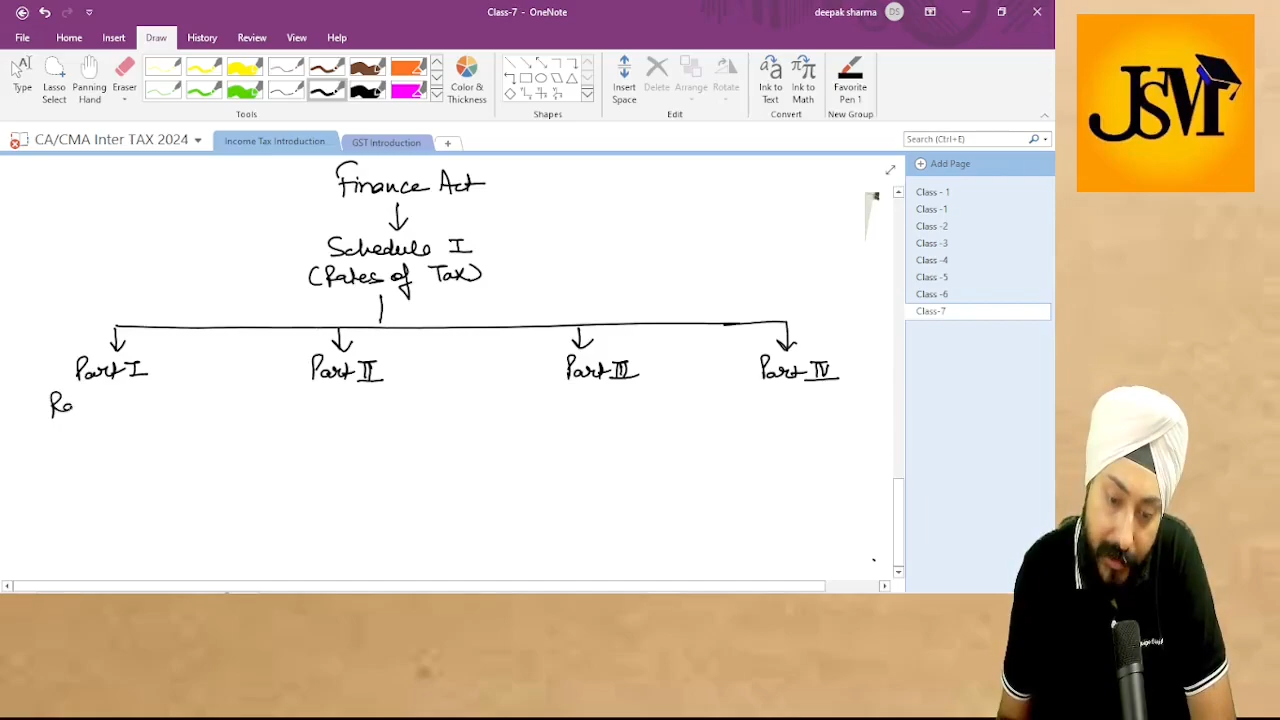 Class-7 - OneNote
deepak sharma
DS
File
Home
Insert
Draw
History
Review
View
Help
Type
Lasso Select
Panning Hand
Eraser
Color & Thickness
Insert Space
Delete
Arrange
Rotate
Ink to Text
Ink to Math
Favorite Pen 1
Tools
Shapes
Edit
Convert
New Group
CA/CMA Inter TAX 2024
Income Tax Introduction...
GST Introduction
Search (Ctrl+E)
Add Page
Class - 1
Class -1
Class -2
Class -3
Class -4
Class -5
Class -6
Class-7
Finance Act
Schedule I
(Rates of Tax)
Part I
Part II
Part III
Part IV
Ra
JSM